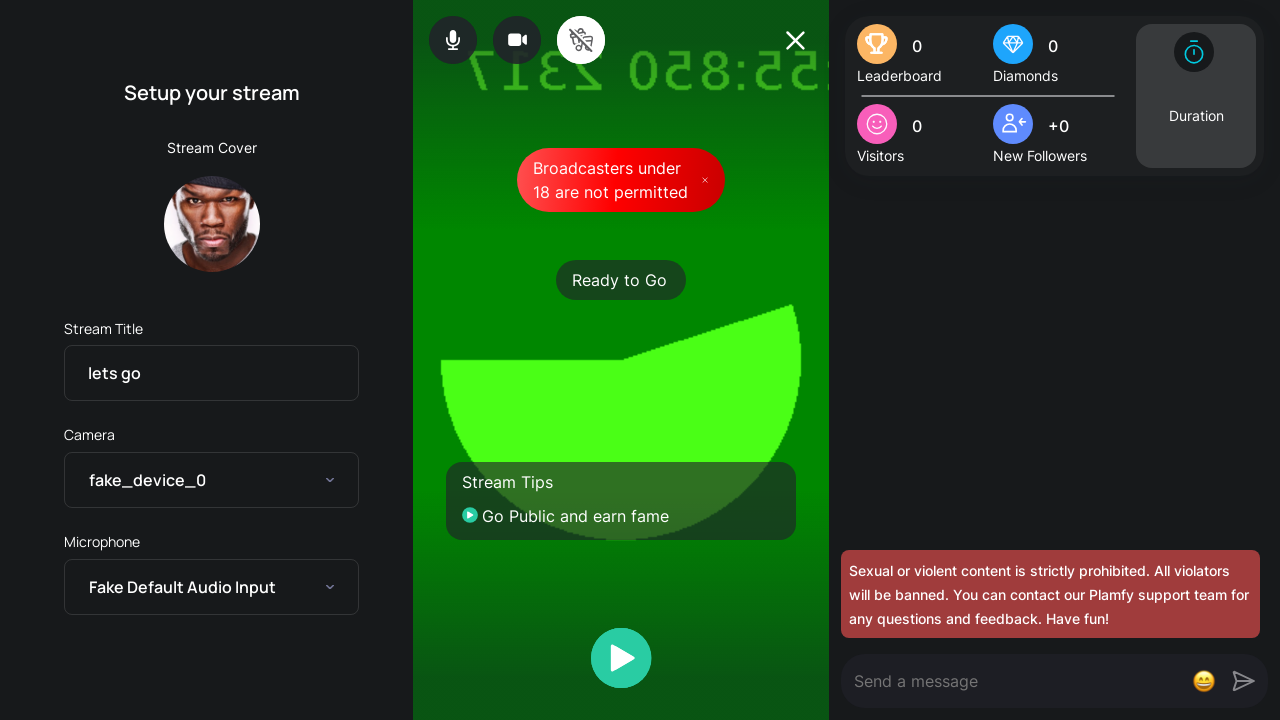 Setup your stream
Stream Cover
Stream Title
lets go
Camera
fake_device_0
Microphone
Fake Default Audio Input
55:850 2317
Broadcasters under
18 are not permitted
Ready to Go
Stream Tips
Go Public and earn fame
0
Leaderboard
0
Diamonds
0
Visitors
+0
New Followers
Duration
Sexual or violent content is strictly prohibited. All violators
will be banned. You can contact our Plamfy support team for
any questions and feedback. Have fun!
Send a message